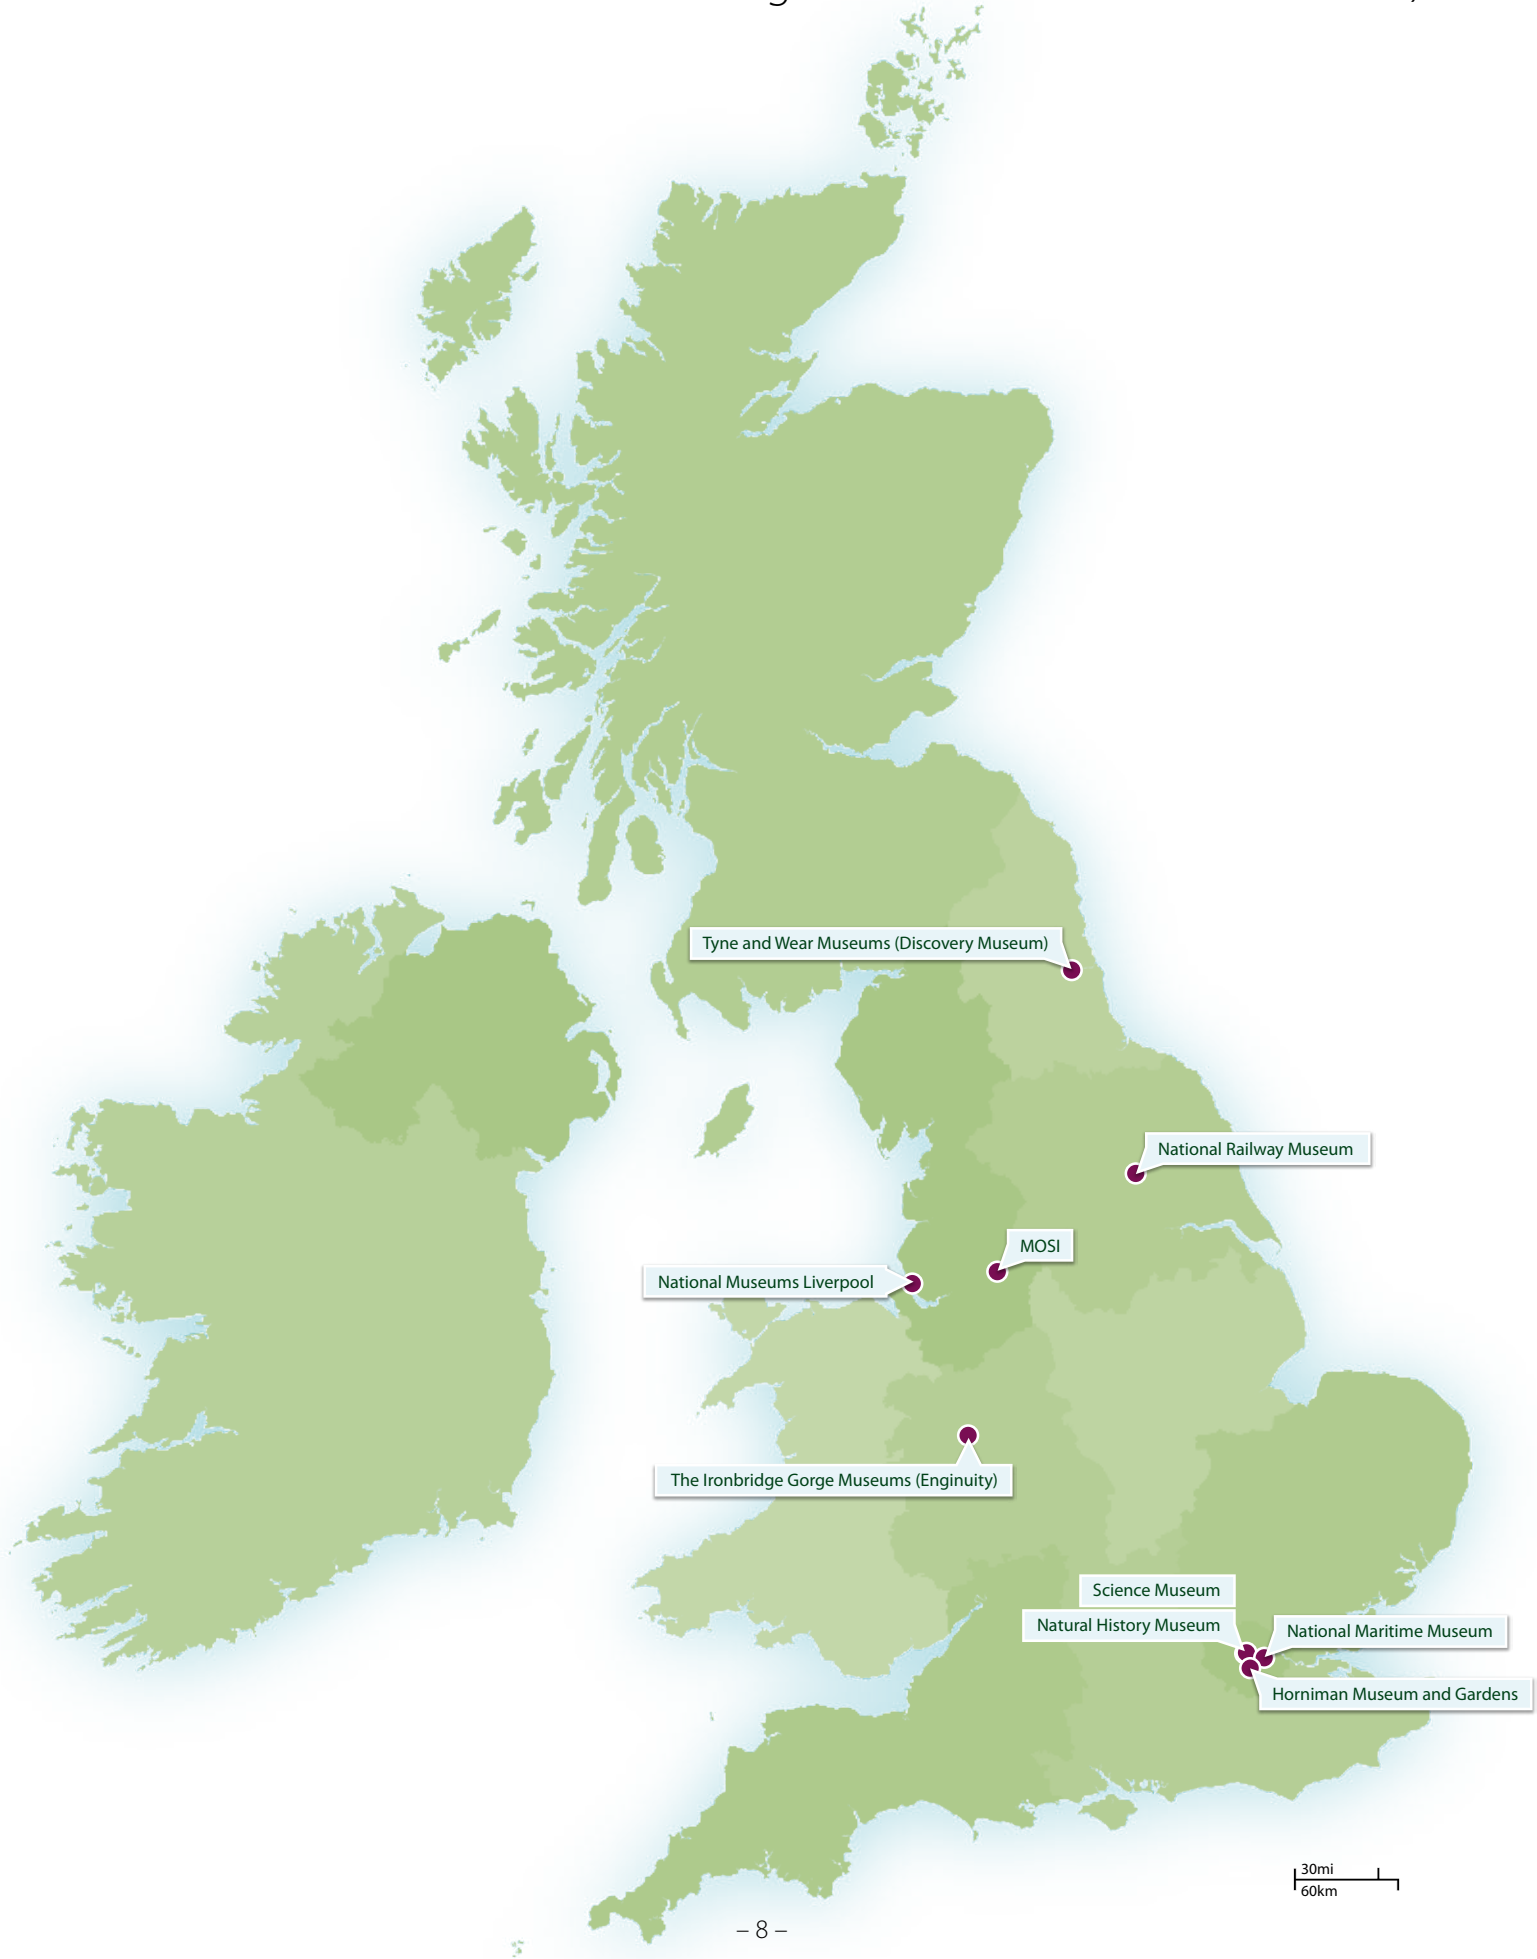 Tyne and Wear Museums (Discovery Museum)
National Railway Museum
MOSI
National Museums Liverpool
The Ironbridge Gorge Museums (Enginuity)
Science Museum
Natural History Museum
National Maritime Museum
Horniman Museum and Gardens
30mi
60km
– 8 –